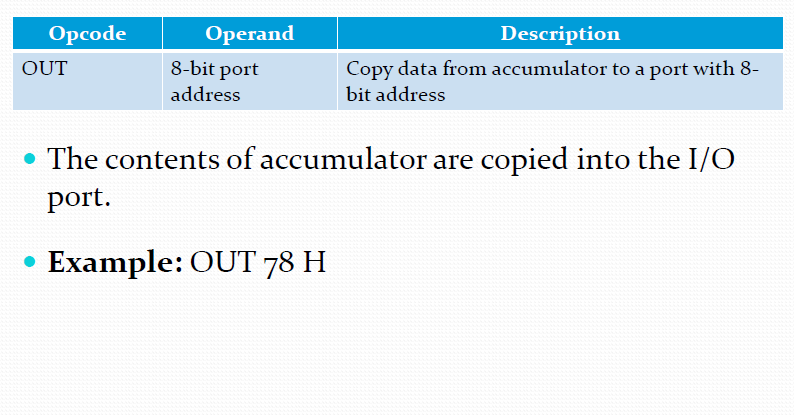 Opcode Operand Description
OUT 8-bit port address Copy data from accumulator to a port with 8-bit address
• The contents of accumulator are copied into the I/O
port.
• Example: OUT 78 H